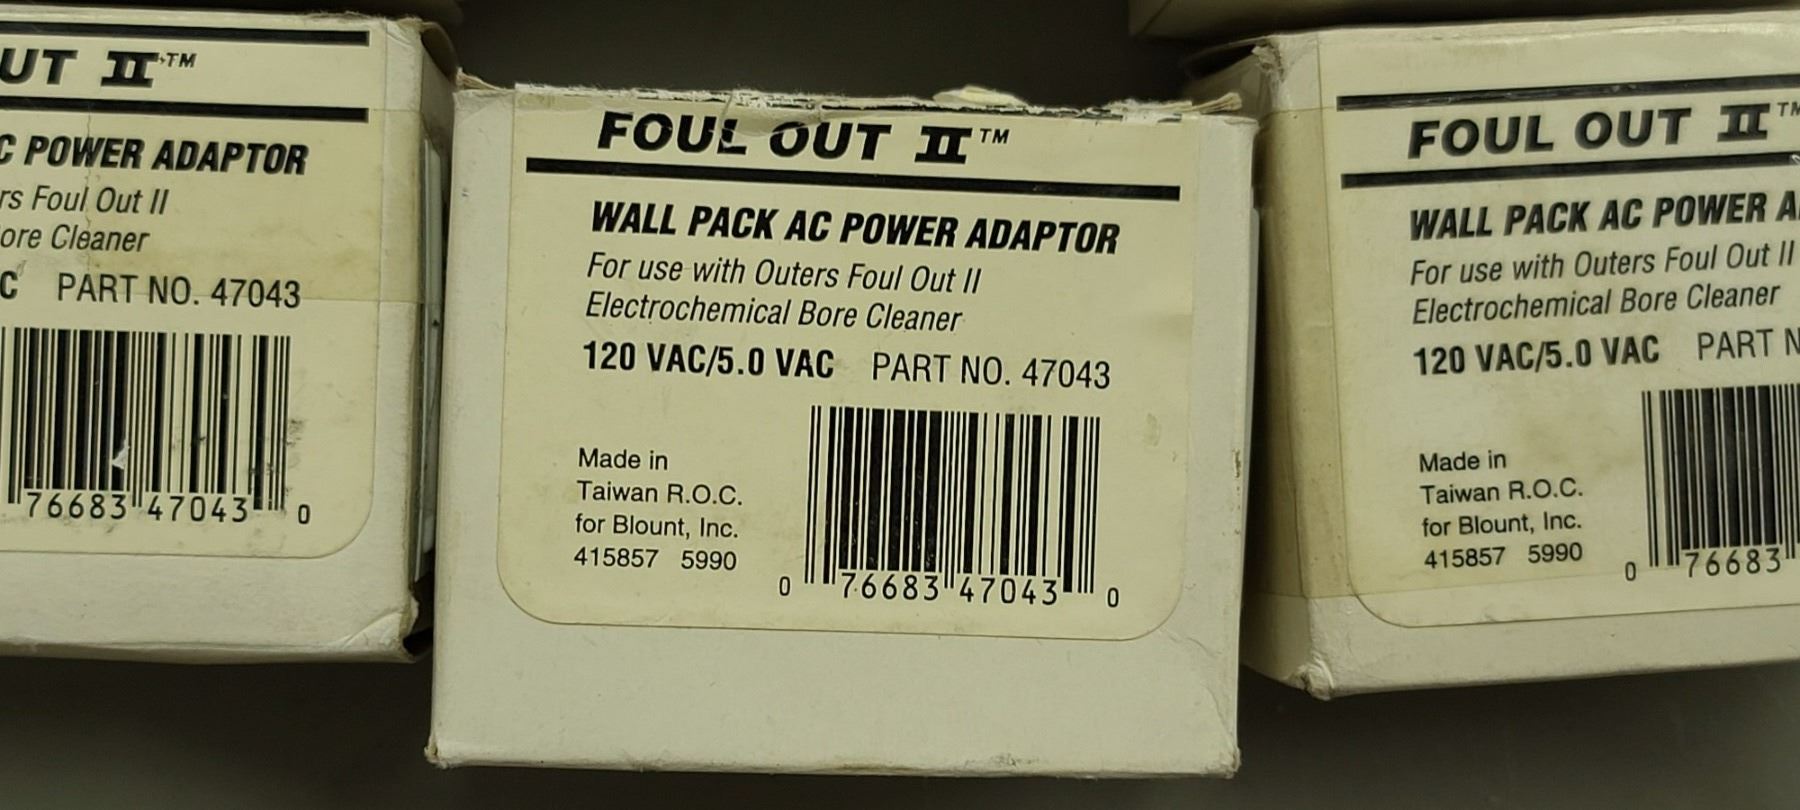 UT II™
C POWER ADAPTOR
rs Foul Out II
ore Cleaner
C PART NO. 47043
76683 47043 0
FOUL OUT II™
WALL PACK AC POWER ADAPTOR
For use with Outers Foul Out II
Electrochemical Bore Cleaner
120 VAC/5.0 VAC PART NO. 47043
Made in
Taiwan R.O.C.
for Blount, Inc.
415857 5990
0 76683 47043 0
FOUL OUT II™
WALL PACK AC POWER A
For use with Outers Foul Out II
Electrochemical Bore Cleaner
120 VAC/5.0 VAC PART N
Made in
Taiwan R.O.C.
for Blount, Inc.
415857 5990
0 76683